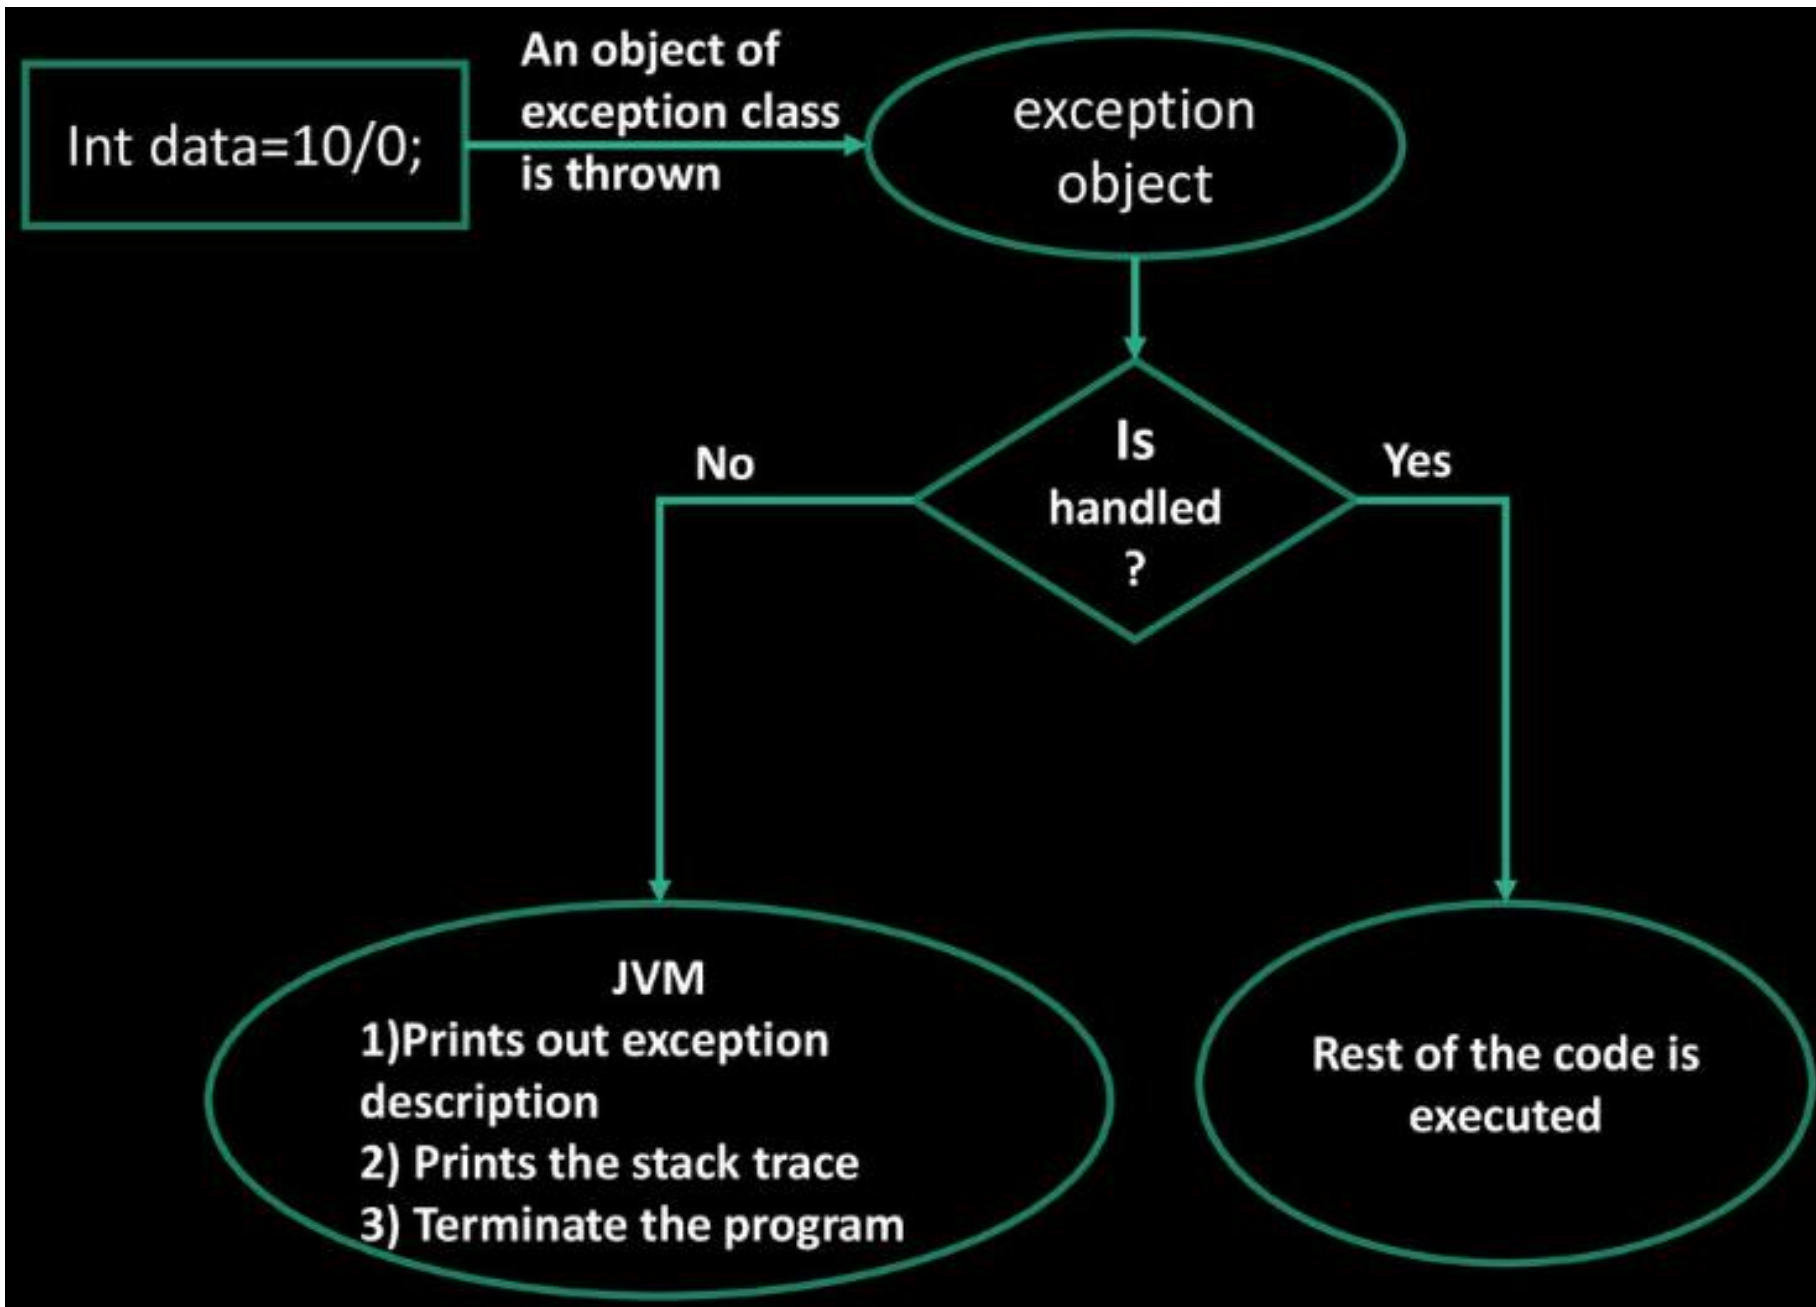 An object of
exception class
is thrown
Int data=10/0;
exception
object
Is
handled
?
No
Yes
JVM
1)Prints out exception
description
2) Prints the stack trace
3) Terminate the program
Rest of the code is
executed